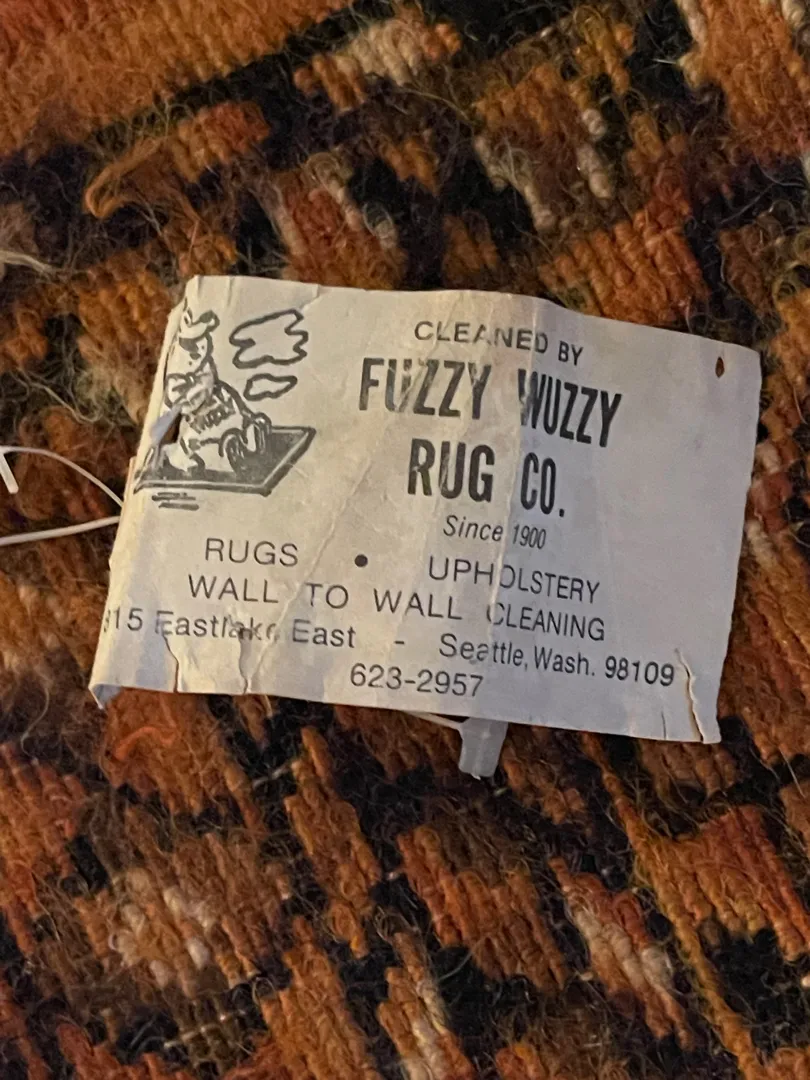 CLEANED BY
FUZZY WUZZY
RUG CO.
Since 1900
RUGS • UPHOLSTERY
WALL TO WALL CLEANING
Eastlake East - Seattle, Wash. 98109
623-2957